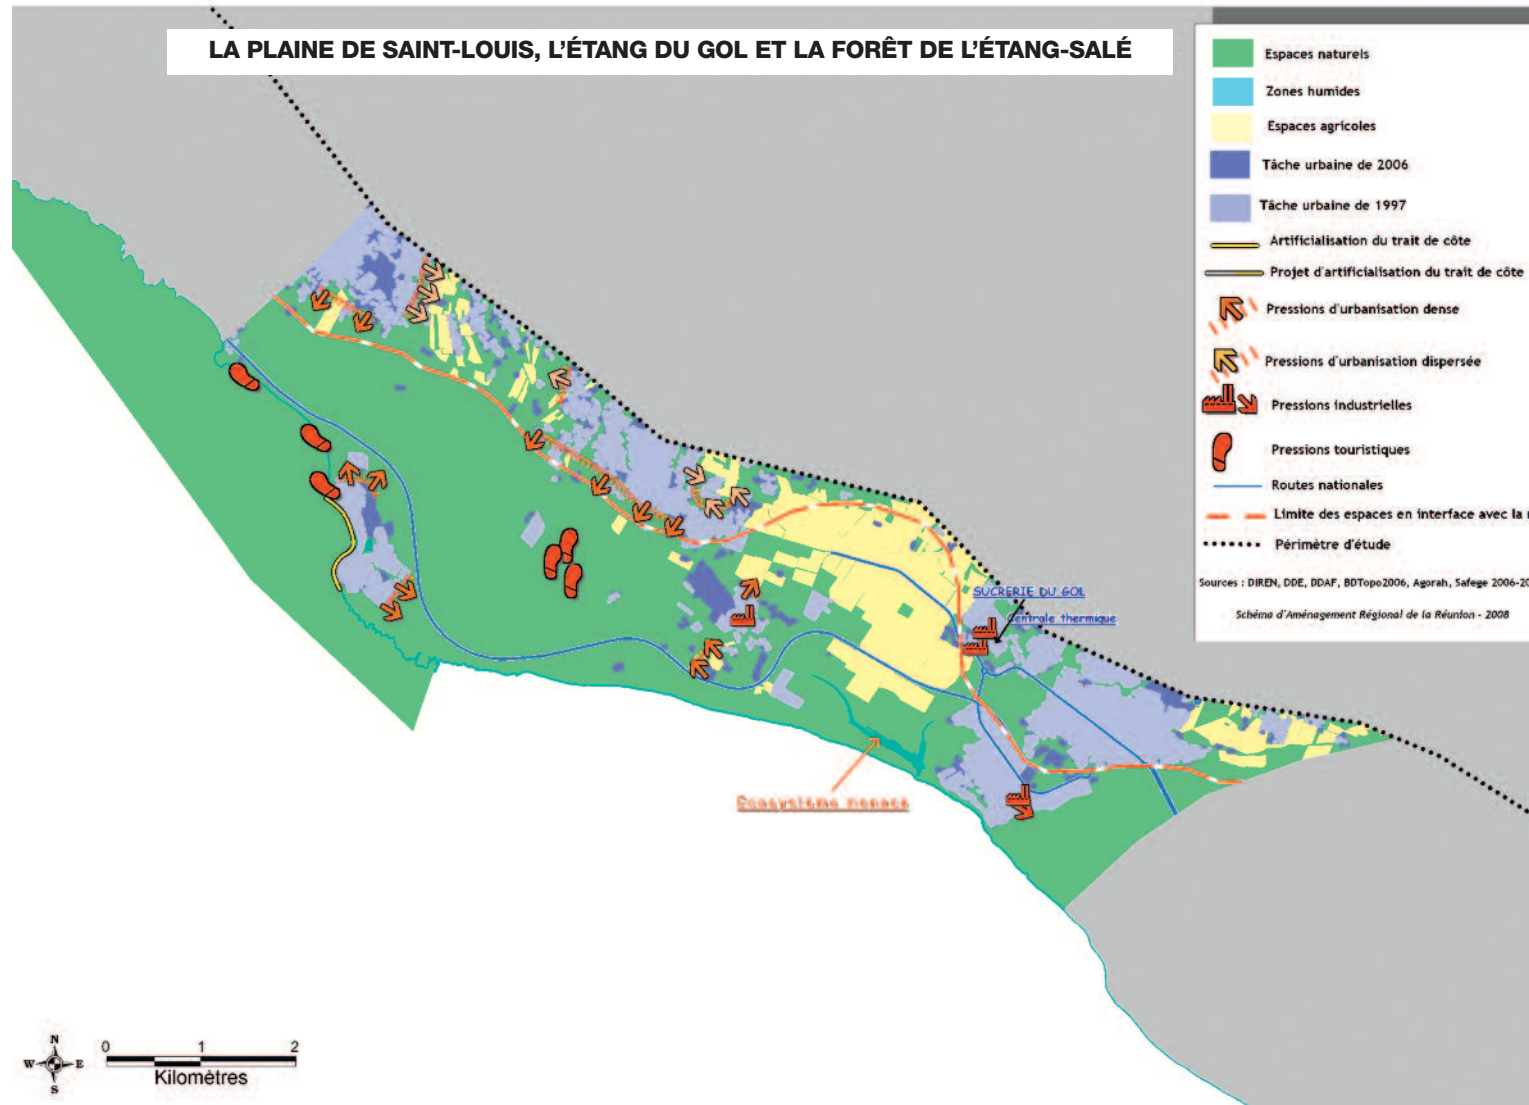 LA PLAINE DE SAINT-LOUIS, L'ÉTANG DU GOL ET LA FORÊT DE L'ÉTANG-SALÉ
Espaces naturels
Zones humides
Espaces agricoles
Tâche urbaine de 2006
Tâche urbaine de 1997
Artificialisation du trait de côte
Projet d'artificialisation du trait de côte
Pressions d'urbanisation dense
Pressions d'urbanisation dispersée
Pressions industrielles
Pressions touristiques
Routes nationales
Limite des espaces en interface avec la
Périmètre d'étude
Sources : DIREN, DDE, DDAF, BDTopo2006, Agorah, Safege 2006-20
Schéma d'Aménagement Régional de la Réunion - 2008
SUCRERIE DU GOL
Centrale thermique
Ecosystème menacé
N
W E
S
0 1 2
Kilomètres